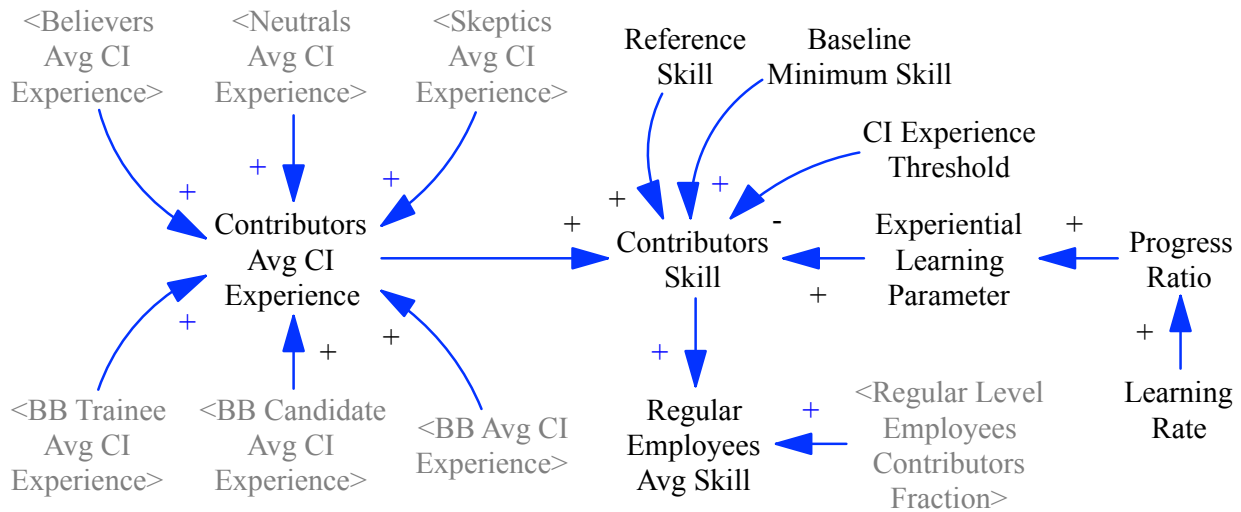 <Believers
Avg CI
Experience>
<Neutrals
Avg CI
Experience>
<Skeptics
Avg CI
Experience>
Reference
Skill
Baseline
Minimum Skill
CI Experience
Threshold
+
+
+
+
+
+
-
+
Contributors
Avg CI
Experience
Contributors
Skill
Experiential
Learning
Parameter
Progress
Ratio
+
+
+
+
+
+
<BB Trainee
Avg CI
Experience>
<BB Candidate
Avg CI
Experience>
<BB Avg CI
Experience>
Regular
Employees
Avg Skill
+
<Regular Level
Employees
Contributors
Fraction>
Learning
Rate